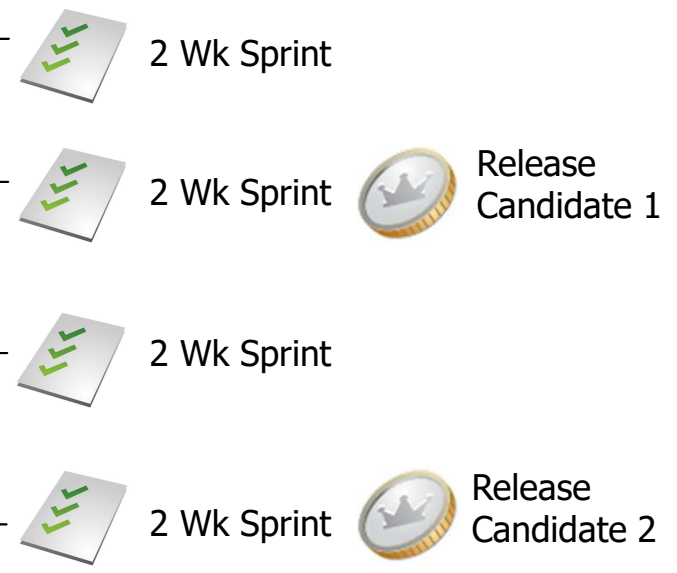 2 Wk Sprint
2 Wk Sprint
Release
Candidate 1
2 Wk Sprint
2 Wk Sprint
Release
Candidate 2